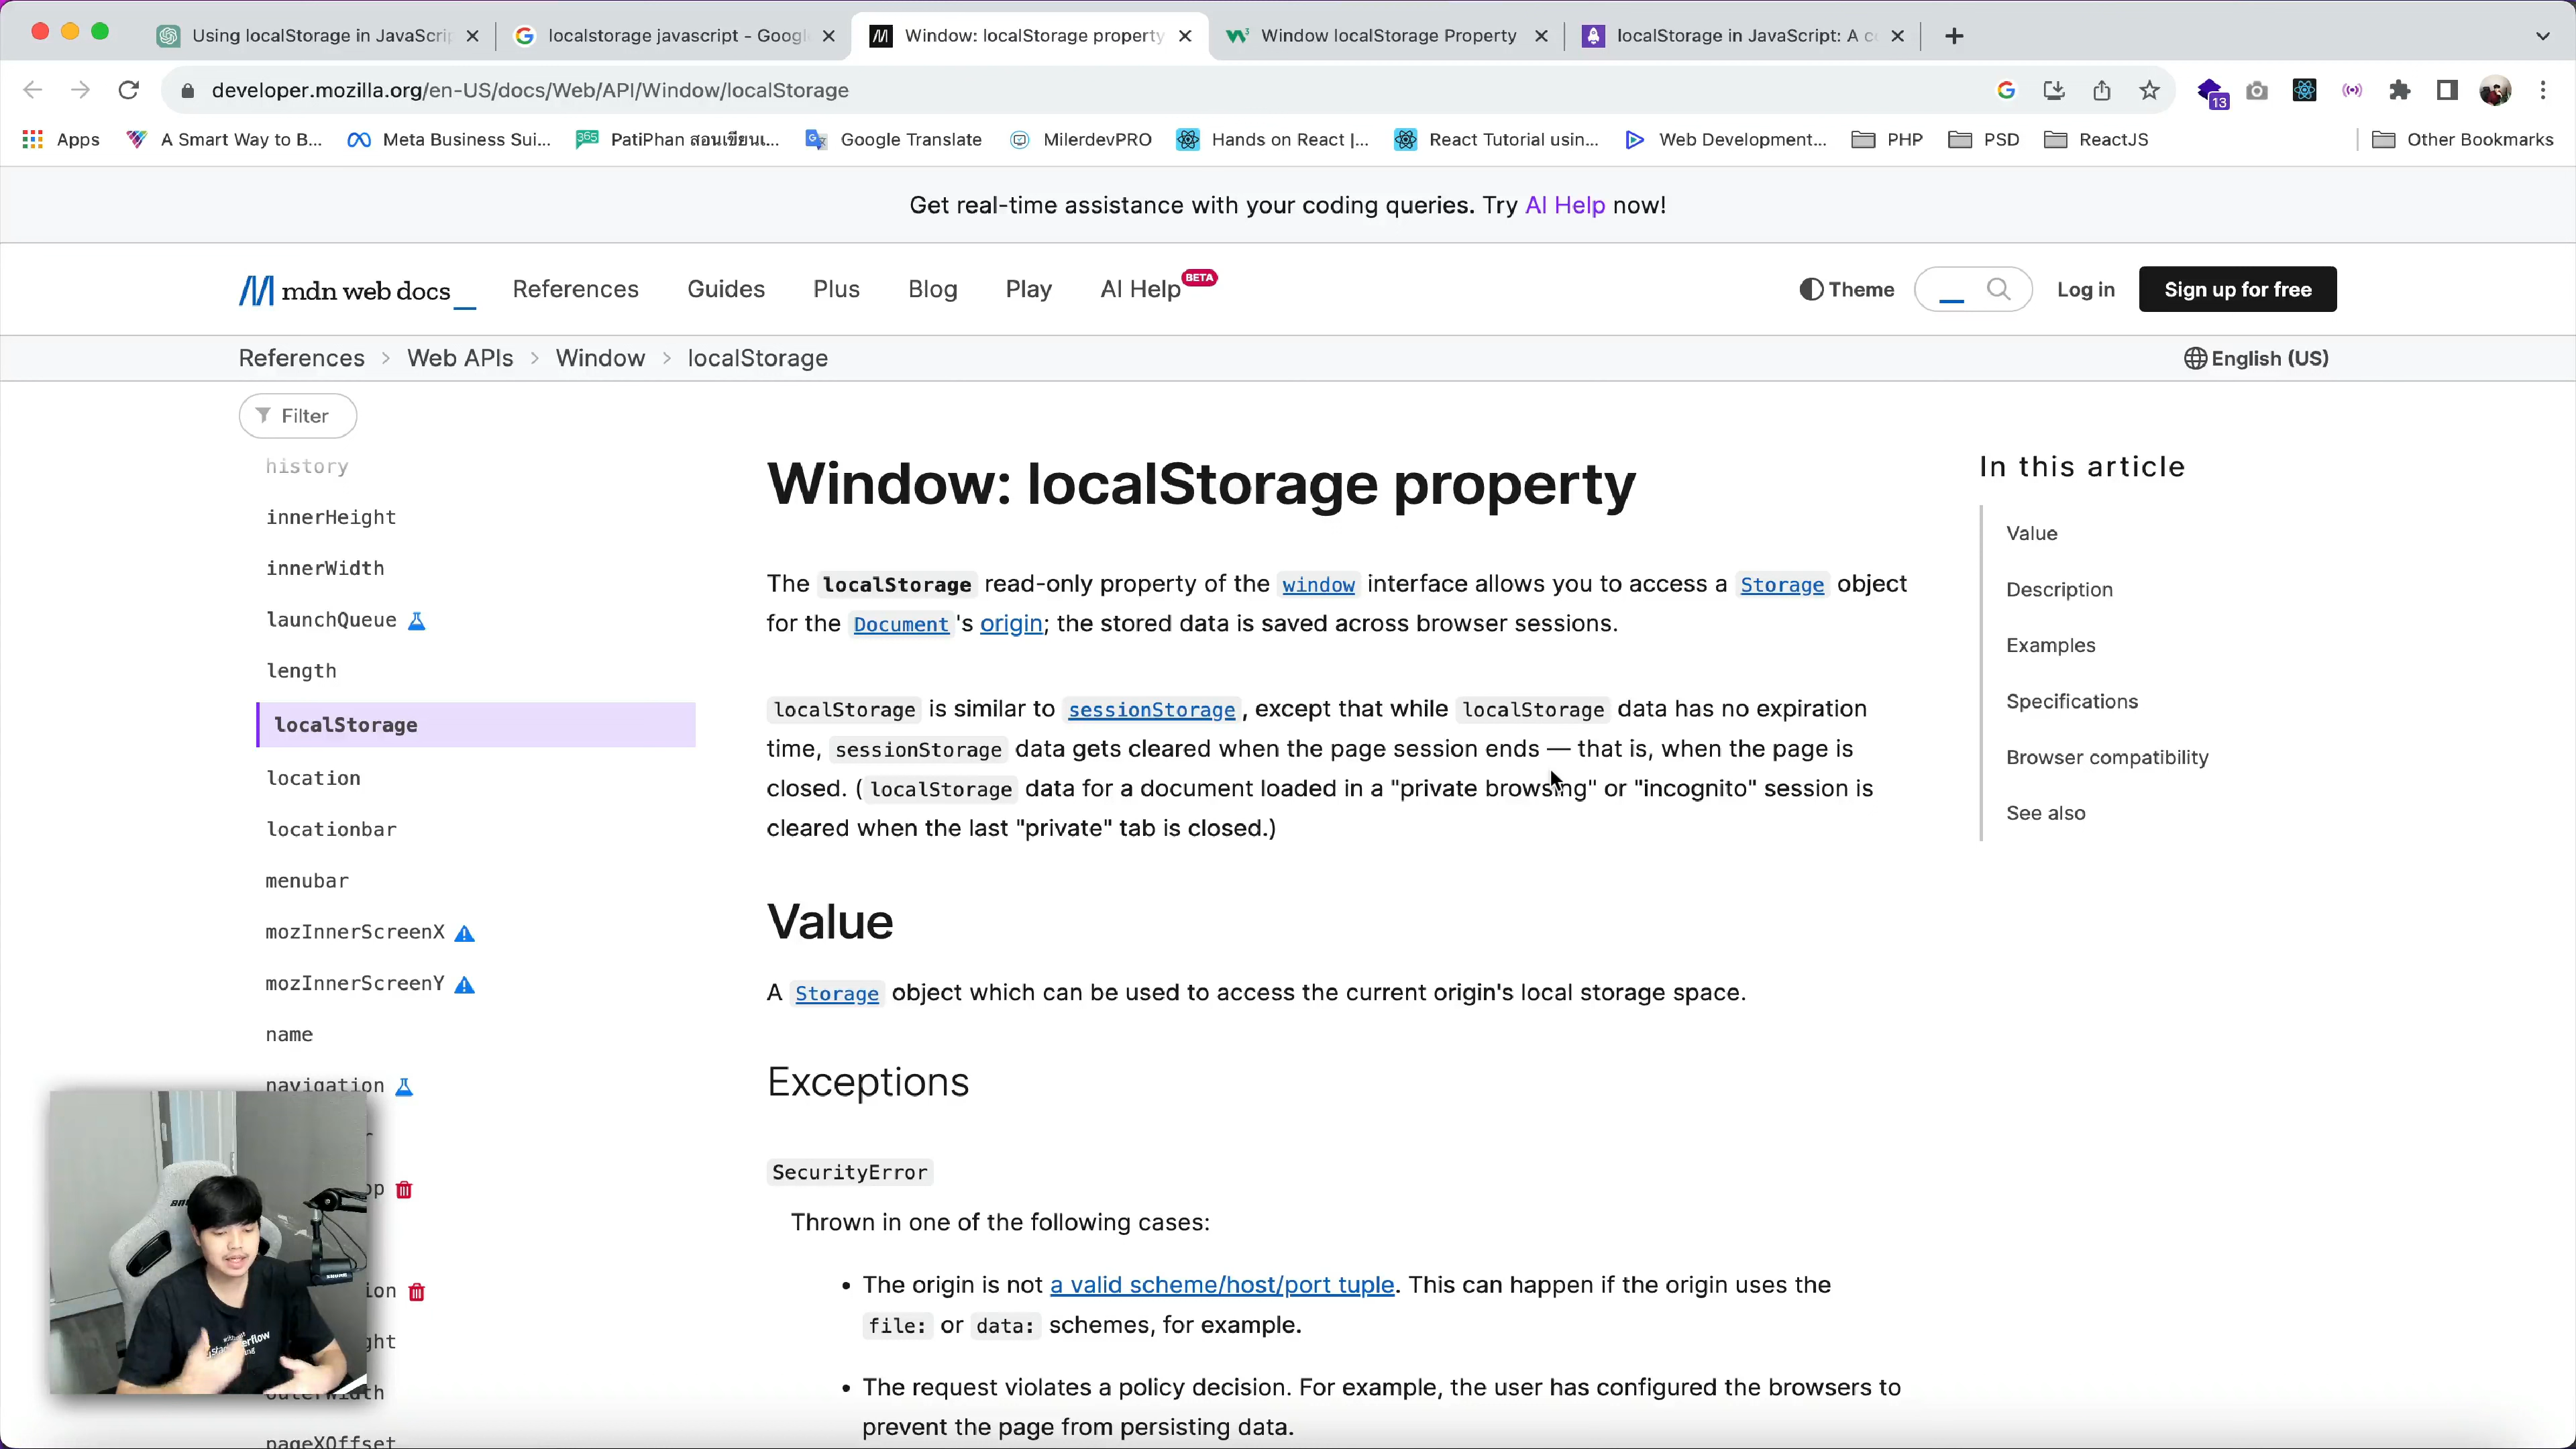 Using localStorage in JavaScrip
localstorage javascript - Googl
Window: localStorage property
Window localStorage Property
localStorage in JavaScript: A co
developer.mozilla.org/en-US/docs/Web/API/Window/localStorage
13
Apps
A Smart Way to B...
Meta Business Sui...
PatiPhan สอนเขียนเ...
Google Translate
MilerdevPRO
Hands on React |...
React Tutorial usin...
Web Development...
PHP
PSD
ReactJS
Other Bookmarks
Get real-time assistance with your coding queries. Try AI Help now!
mdn web docs_
References
Guides
Plus
Blog
Play
AI Help BETA
Theme
Log in
Sign up for free
References > Web APIs > Window > localStorage
English (US)
Filter
history
innerHeight
innerWidth
launchQueue
length
localStorage
location
locationbar
menubar
mozInnerScreenX
mozInnerScreenY
name
navigation
pageXOffset
Window: localStorage property
The localStorage read-only property of the window interface allows you to access a Storage object
for the Document's origin; the stored data is saved across browser sessions.
localStorage is similar to sessionStorage, except that while localStorage data has no expiration
time, sessionStorage data gets cleared when the page session ends — that is, when the page is
closed. (localStorage data for a document loaded in a "private browsing" or "incognito" session is
cleared when the last "private" tab is closed.)
Value
A Storage object which can be used to access the current origin's local storage space.
Exceptions
SecurityError
Thrown in one of the following cases:
• The origin is not a valid scheme/host/port tuple. This can happen if the origin uses the
file: or data: schemes, for example.
• The request violates a policy decision. For example, the user has configured the browsers to
prevent the page from persisting data.
In this article
Value
Description
Examples
Specifications
Browser compatibility
See also